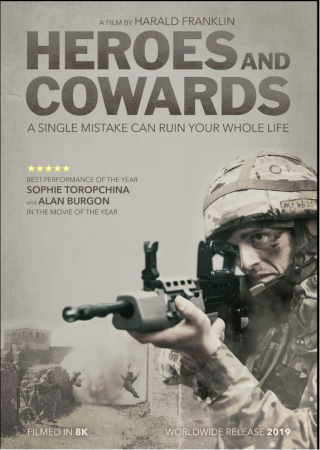 A FILM BY HARALD FRANKLIN
HEROES AND
COWARDS
A SINGLE MISTAKE CAN RUIN YOUR WHOLE LIFE
BEST PERFORMANCE OF THE YEAR
SOPHIE TOROPCHINA
and ALAN BURGON
IN THE MOVIE OF THE YEAR
FILMED IN 8K
WORLDWIDE RELEASE 2019